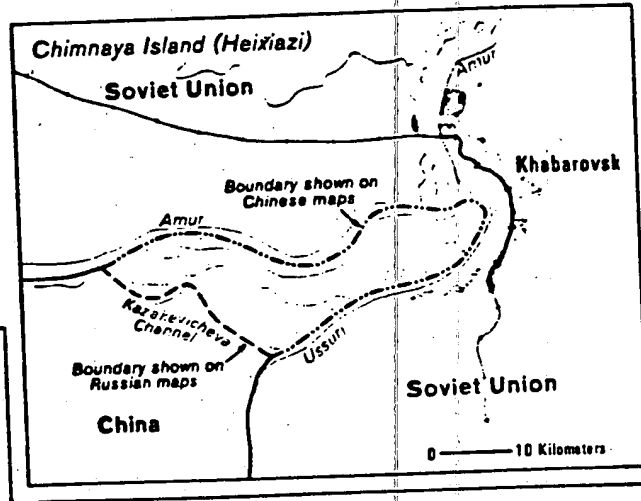 Chimnaya Island (Heixiazi)
Soviet Union
Amur
Khabarovsk
Boundary shown on
Chinese maps
Amur
Kazakevicheva
Channel
Ussuri
Boundary shown on
Russian maps
Soviet Union
China
0 10 Kilometers